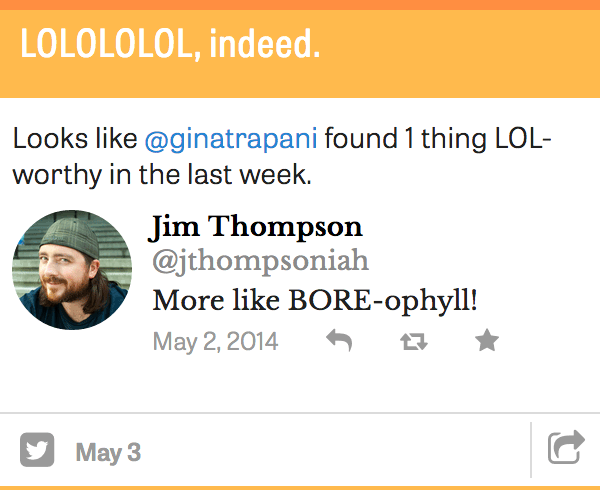 LOLOLOLOL, indeed.
Looks like @ginatrapani found 1 thing LOL-
worthy in the last week.
Jim Thompson
@jthompsoniah
More like BORE-ophyll!
May 2, 2014
May 3